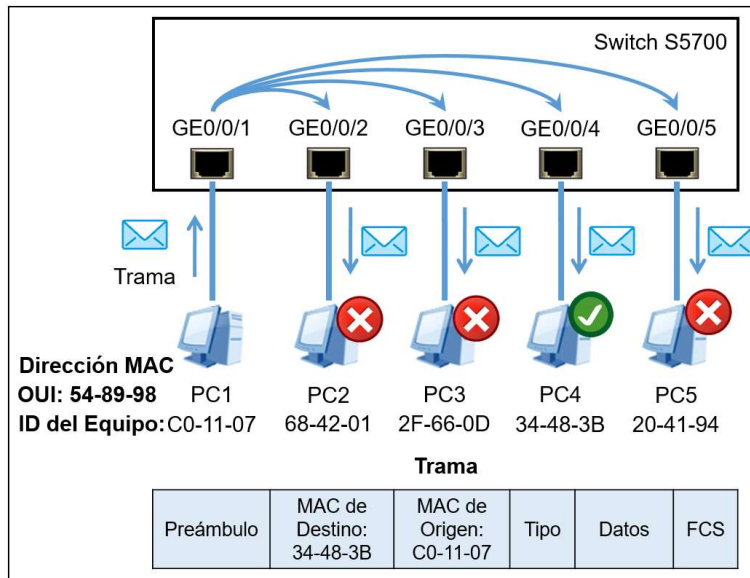 Switch S5700
GE0/0/1 GE0/0/2 GE0/0/3 GE0/0/4 GE0/0/5
Trama
Dirección MAC
OUI: 54-89-98 PC1 PC2 PC3 PC4 PC5
ID del Equipo: C0-11-07 68-42-01 2F-66-0D 34-48-3B 20-41-94
Trama
Preámbulo
MAC de
Destino:
34-48-3B
MAC de
Origen:
C0-11-07
Tipo
Datos
FCS